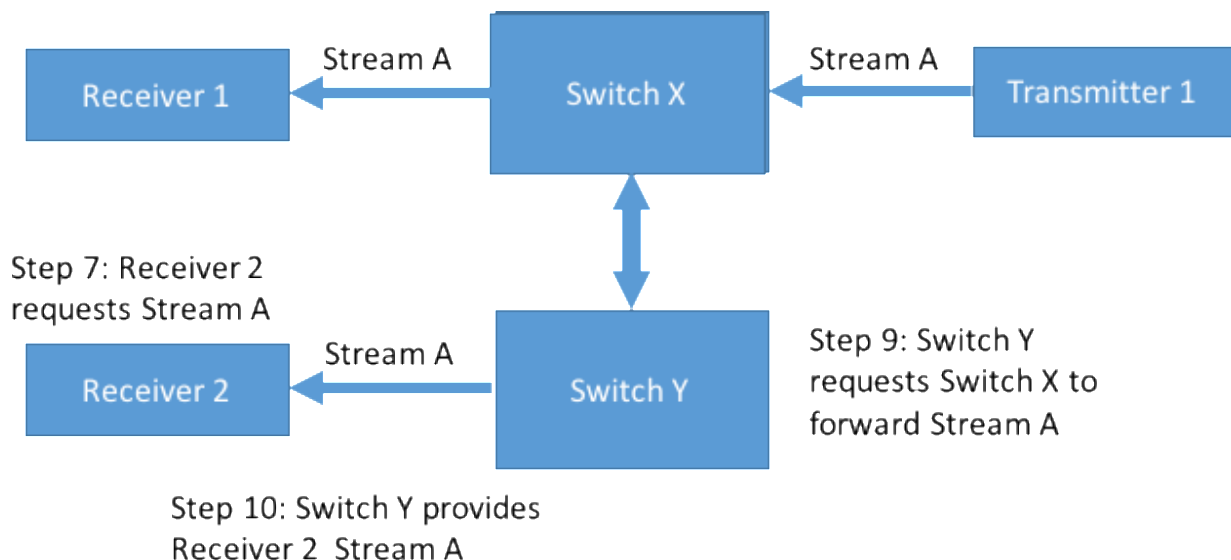 Stream A
Stream A
Receiver 1
Switch X
Transmitter 1
Step 7: Receiver 2
requests Stream A
Stream A
Receiver 2
Switch Y
Step 9: Switch Y
requests Switch X to
forward Stream A
Step 10: Switch Y provides
Receiver 2 Stream A